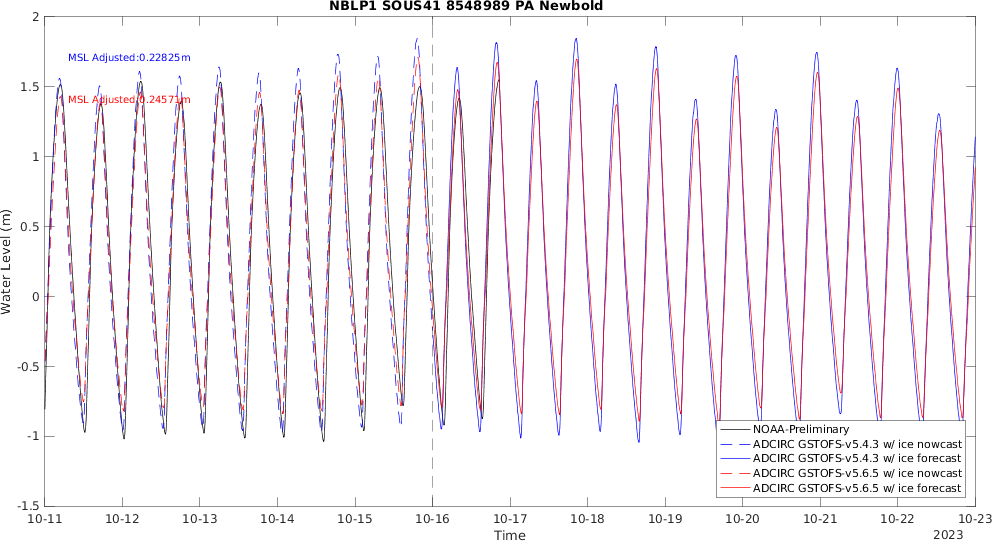 NBLP1 SOUS41 8548989 PA Newbold
2
1.5
1
0.5
0
-0.5
-1
-1.5
Water Level (m)
MSL Adjusted:0.22825m
MSL Adjusted:0.24571m
NOAA-Preliminary
ADCIRC GSTOFS-v5.4.3 w/ ice nowcast
ADCIRC GSTOFS-v5.4.3 w/ ice forecast
ADCIRC GSTOFS-v5.6.5 w/ ice nowcast
ADCIRC GSTOFS-v5.6.5 w/ ice forecast
10-11 10-12 10-13 10-14 10-15 10-16 10-17 10-18 10-19 10-20 10-21 10-22 10-23
Time
2023